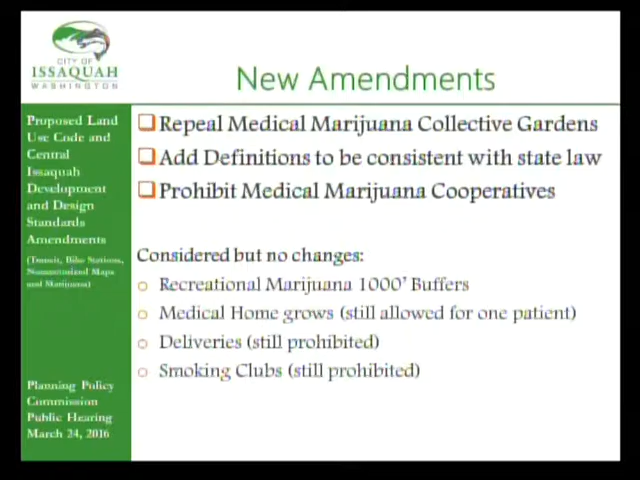 CITY OF
ISSAQUAH
WASHINGTON
New Amendments
Proposed Land
Use Code and
Central
Issaquah
Development
and Design
Standards
Amendments
(Transit, Bike Stations,
Nonmotorized Maps
and Marijuana)
Planning Policy
Commission
Public Hearing
March 24, 2016
Repeal Medical Marijuana Collective Gardens
Add Definitions to be consistent with state law
Prohibit Medical Marijuana Cooperatives
Considered but no changes:
Recreational Marijuana 1000’ Buffers
Medical Home grows (still allowed for one patient)
Deliveries (still prohibited)
Smoking Clubs (still prohibited)